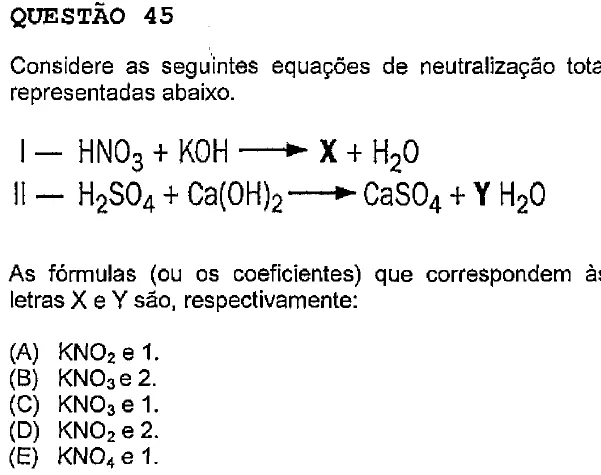 QUESTÃO 45
Considere as seguintes equações de neutralização tota
representadas abaixo.
I — HNO₃ + KOH ⟶ X + H₂O
II — H₂SO₄ + Ca(OH)₂ ⟶ CaSO₄ + Y H₂O
As fórmulas (ou os coeficientes) que correspondem às
letras X e Y são, respectivamente:
(A) KNO₂ e 1.
(B) KNO₃ e 2.
(C) KNO₃ e 1.
(D) KNO₂ e 2.
(E) KNO₄ e 1.